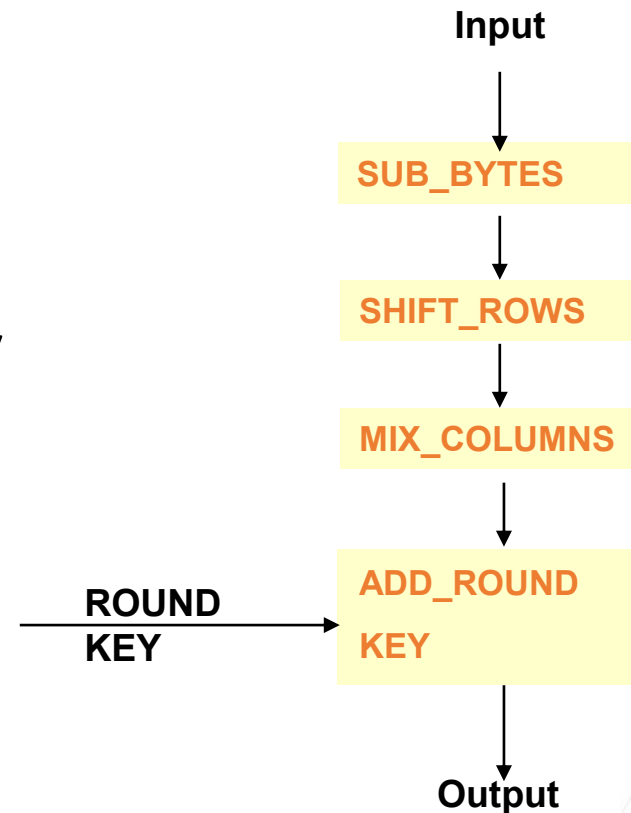 Input
SUB_BYTES
SHIFT_ROWS
MIX_COLUMNS
ROUND
KEY
ADD_ROUND
KEY
Output